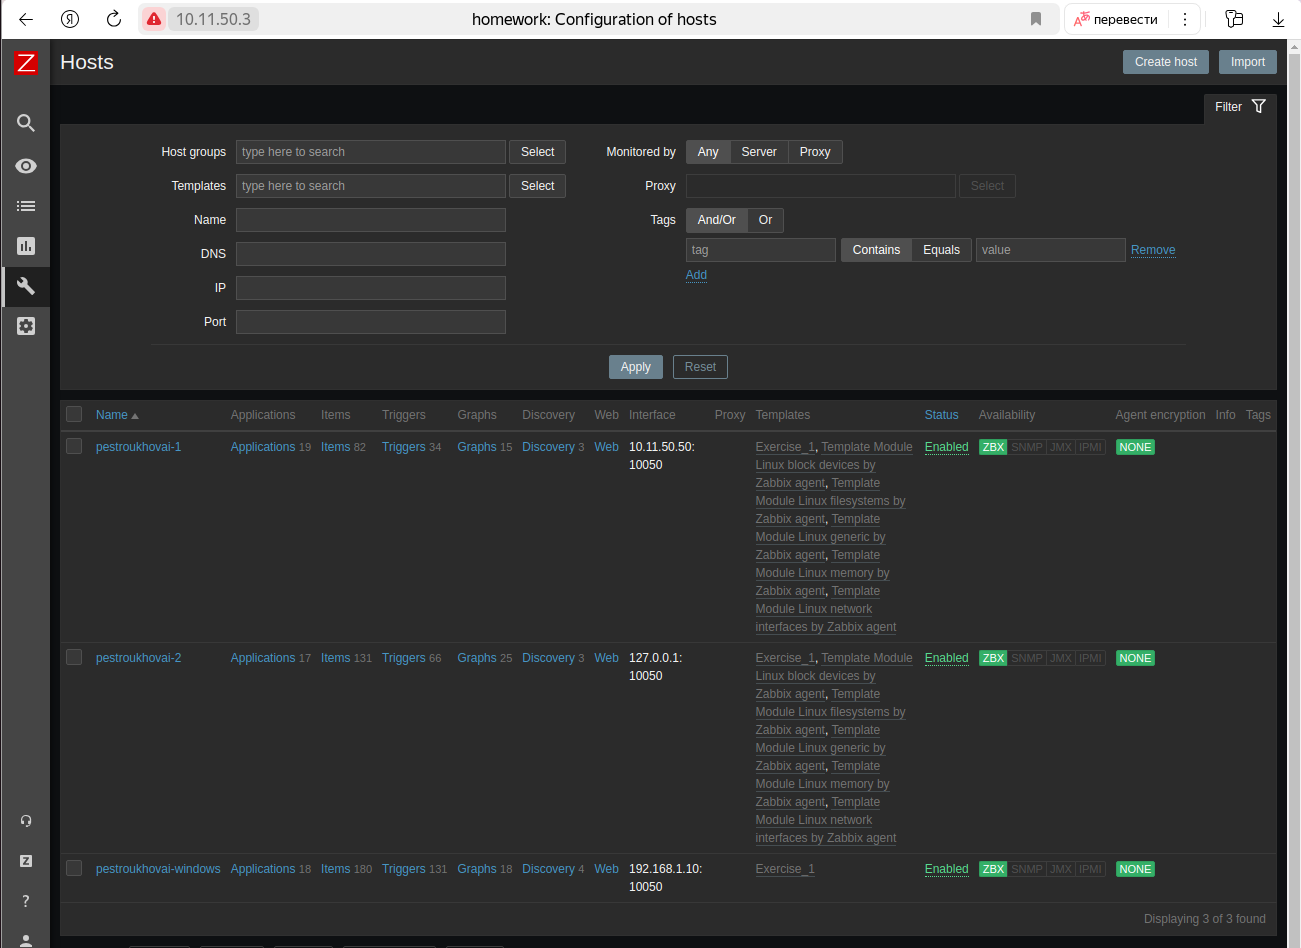 10.11.50.3 homework: Configuration of hosts перевести
Hosts Create host Import
Filter
Host groups type here to search Select Monitored by Any Server Proxy
Templates type here to search Select Proxy Select
Name Tags And/Or Or
DNS tag Contains Equals value Remove
IP Add
Port
Apply Reset
Name Applications Items Triggers Graphs Discovery Web Interface Proxy Templates Status Availability Agent encryption Info Tags
pestroukhovai-1 Applications 19 Items 82 Triggers 34 Graphs 15 Discovery 3 Web 10.11.50.50: Exercise_1, Template Module Enabled ZBX SNMP JMX IPMI NONE
10050 Linux block devices by
Zabbix agent, Template
Module Linux filesystems by
Zabbix agent, Template
Module Linux generic by
Zabbix agent, Template
Module Linux memory by
Zabbix agent, Template
Module Linux network
interfaces by Zabbix agent
pestroukhovai-2 Applications 17 Items 131 Triggers 66 Graphs 25 Discovery 3 Web 127.0.0.1: Exercise_1, Template Module Enabled ZBX SNMP JMX IPMI NONE
10050 Linux block devices by
Zabbix agent, Template
Module Linux filesystems by
Zabbix agent, Template
Module Linux generic by
Zabbix agent, Template
Module Linux memory by
Zabbix agent, Template
Module Linux network
interfaces by Zabbix agent
pestroukhovai-windows Applications 18 Items 180 Triggers 131 Graphs 18 Discovery 4 Web 192.168.1.10: Exercise_1 Enabled ZBX SNMP JMX IPMI NONE
10050
Displaying 3 of 3 found